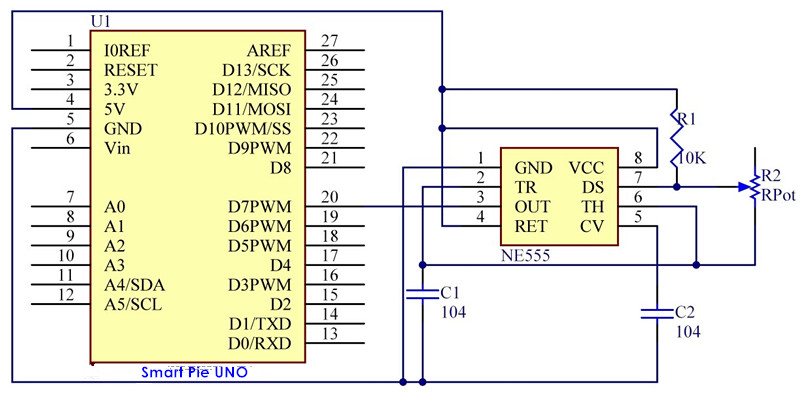 U1
1 I0REF AREF 27
2 RESET D13/SCK 26
3 3.3V D12/MISO 25
4 5V D11/MOSI 24
5 GND D10PWM/SS 23
6 Vin D9PWM 22
D8 21
7 A0 D7PWM 20
8 A1 D6PWM 19
9 A2 D5PWM 18
10 A3 D4 17
11 A4/SDA D3PWM 16
12 A5/SCL D2 15
D1/TXD 14
D0/RXD 13
Smart Pie UNO
1 GND VCC 8
2 TR DS 7
3 OUT TH 6
4 RET CV 5
NE555
R1
10K
R2
RPot
C1
104
C2
104